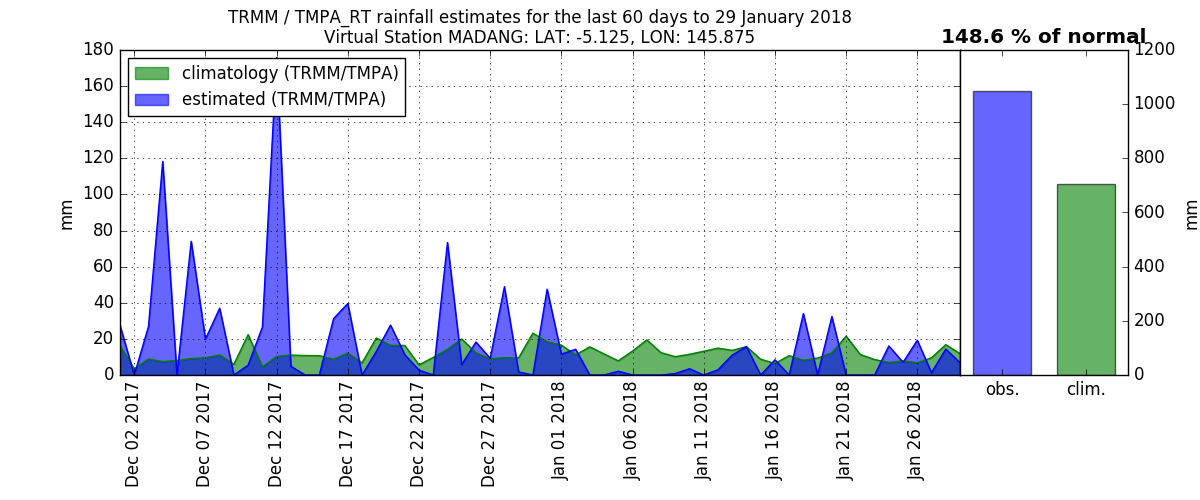 TRMM / TMPA_RT rainfall estimates for the last 60 days to 29 January 2018
Virtual Station MADANG: LAT: -5.125, LON: 145.875
148.6 % of normal
climatology (TRMM/TMPA)
estimated (TRMM/TMPA)
mm
180
160
140
120
100
80
60
40
20
0
Dec 02 2017
Dec 07 2017
Dec 12 2017
Dec 17 2017
Dec 22 2017
Dec 27 2017
Jan 01 2018
Jan 06 2018
Jan 11 2018
Jan 16 2018
Jan 21 2018
Jan 26 2018
obs.
clim.
1200
1000
800
600
400
200
0
mm